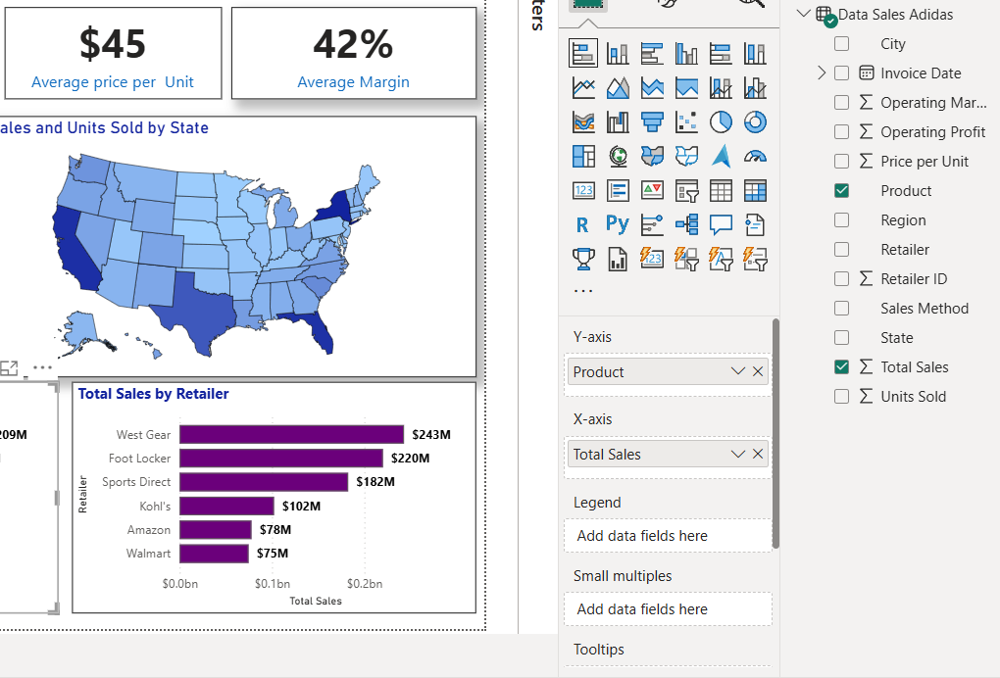 $45
Average price per Unit
42%
Average Margin
ales and Units Sold by State
209M
Total Sales by Retailer
Retailer
West Gear
$243M
Foot Locker
$220M
Sports Direct
$182M
Kohl's
$102M
Amazon
$78M
Walmart
$75M
$0.0bn
$0.1bn
$0.2bn
Total Sales
ters
123
R
Py
123
...
Y-axis
Product
X-axis
Total Sales
Legend
Add data fields here
Small multiples
Add data fields here
Tooltips
Data Sales Adidas
City
Invoice Date
∑ Operating Mar...
∑ Operating Profit
∑ Price per Unit
Product
Region
Retailer
∑ Retailer ID
Sales Method
State
∑ Total Sales
∑ Units Sold